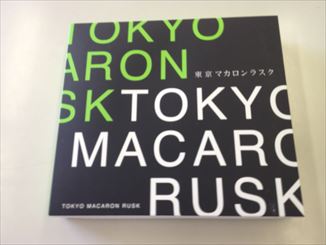 TOKYO
ARON
東京マカロンラスク
SKTOKYO
MACARO
RUSK
TOKYO MACARON RUSK